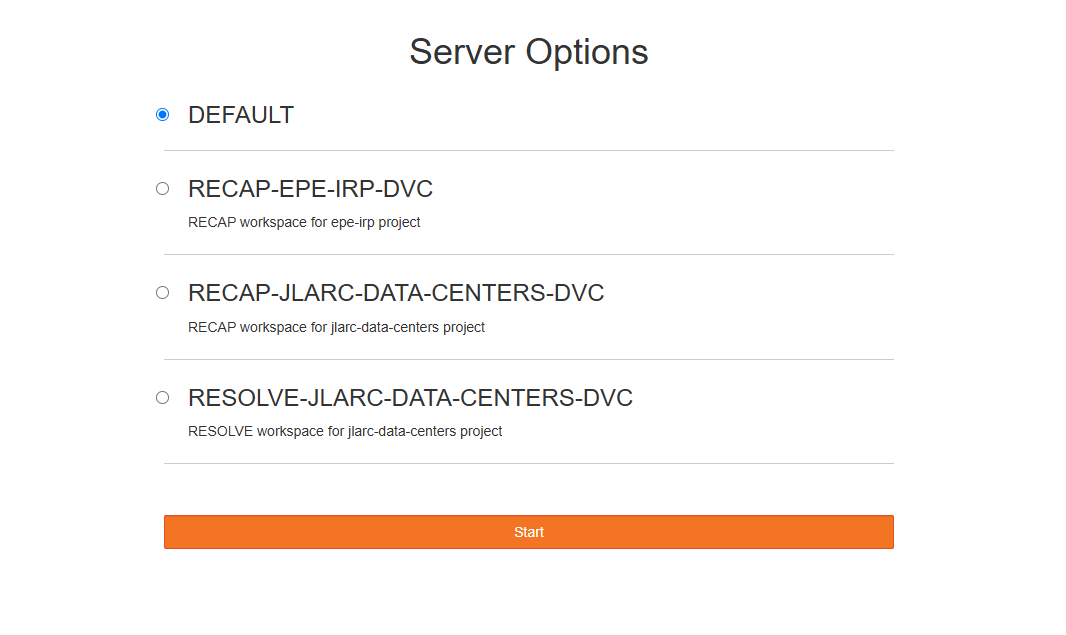 Server Options
DEFAULT
RECAP-EPE-IRP-DVC
RECAP workspace for epe-irp project
RECAP-JLARC-DATA-CENTERS-DVC
RECAP workspace for jlarc-data-centers project
RESOLVE-JLARC-DATA-CENTERS-DVC
RESOLVE workspace for jlarc-data-centers project
Start